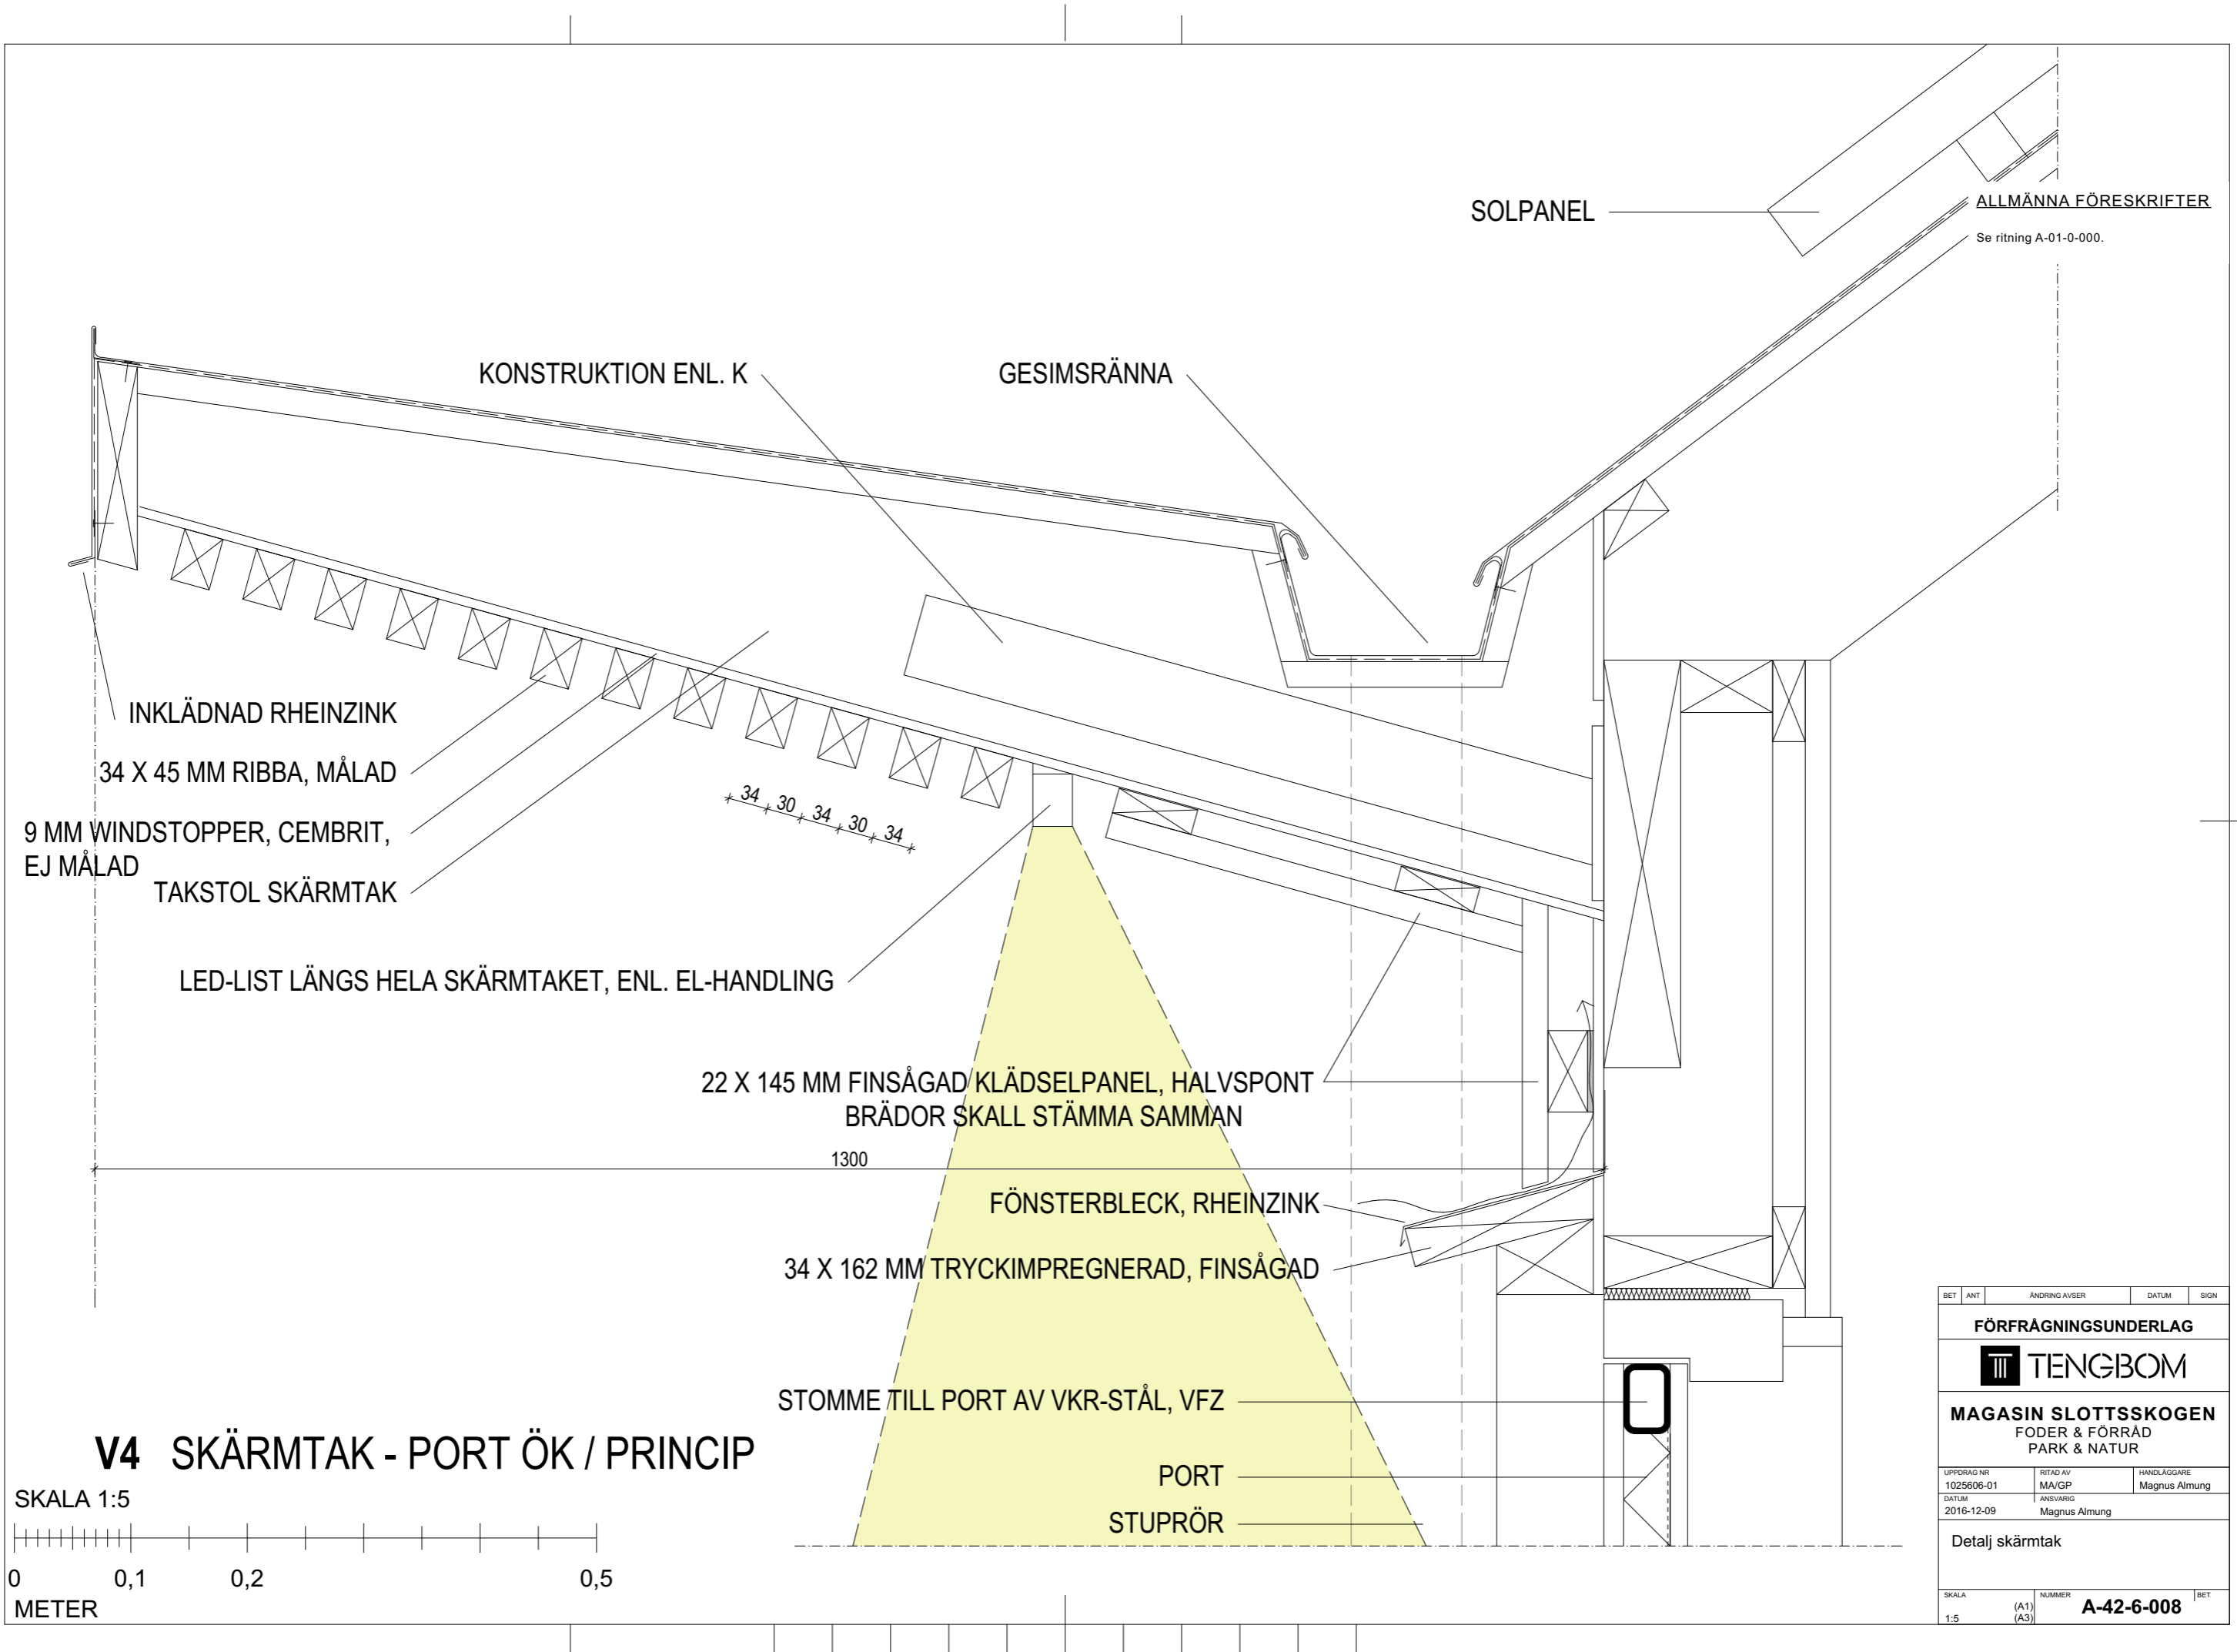 SOLPANEL
ALLMÄNNA FÖRESKRIFTER
Se ritning A-01-0-000.
KONSTRUKTION ENL. K
GESIMSRÄNNA
INKLÄDNAD RHEINZINK
34 X 45 MM RIBBA, MÅLAD
9 MM WINDSTOPPER, CEMBRIT,
EJ MÅLAD
TAKSTOL SKÄRMTAK
34 30 34 30 34
LED-LIST LÄNGS HELA SKÄRMTAKET, ENL. EL-HANDLING
22 X 145 MM FINSÅGAD KLÄDSELPANEL, HALVSPONT
BRÄDOR SKALL STÄMMA SAMMAN
1300
FÖNSTERBLECK, RHEINZINK
34 X 162 MM TRYCKIMPREGNERAD, FINSÅGAD
STOMME TILL PORT AV VKR-STÅL, VFZ
PORT
STUPRÖR
V4 SKÄRMTAK - PORT ÖK / PRINCIP
SKALA 1:5
0 0,1 0,2 0,5
METER
BET ANT ÄNDRING AVSER DATUM SIGN
FÖRFRÅGNINGSUNDERLAG
TENGBOM
MAGASIN SLOTTSSKOGEN
FODER & FÖRRÅD
PARK & NATUR
UPPDRAG NR RITAD AV HANDLÄGGARE
1025606-01 MA/GP Magnus Almung
DATUM ANSVARIG
2016-12-09 Magnus Almung
Detalj skärmtak
SKALA NUMMER BET
(A1) A-42-6-008
1:5 (A3)